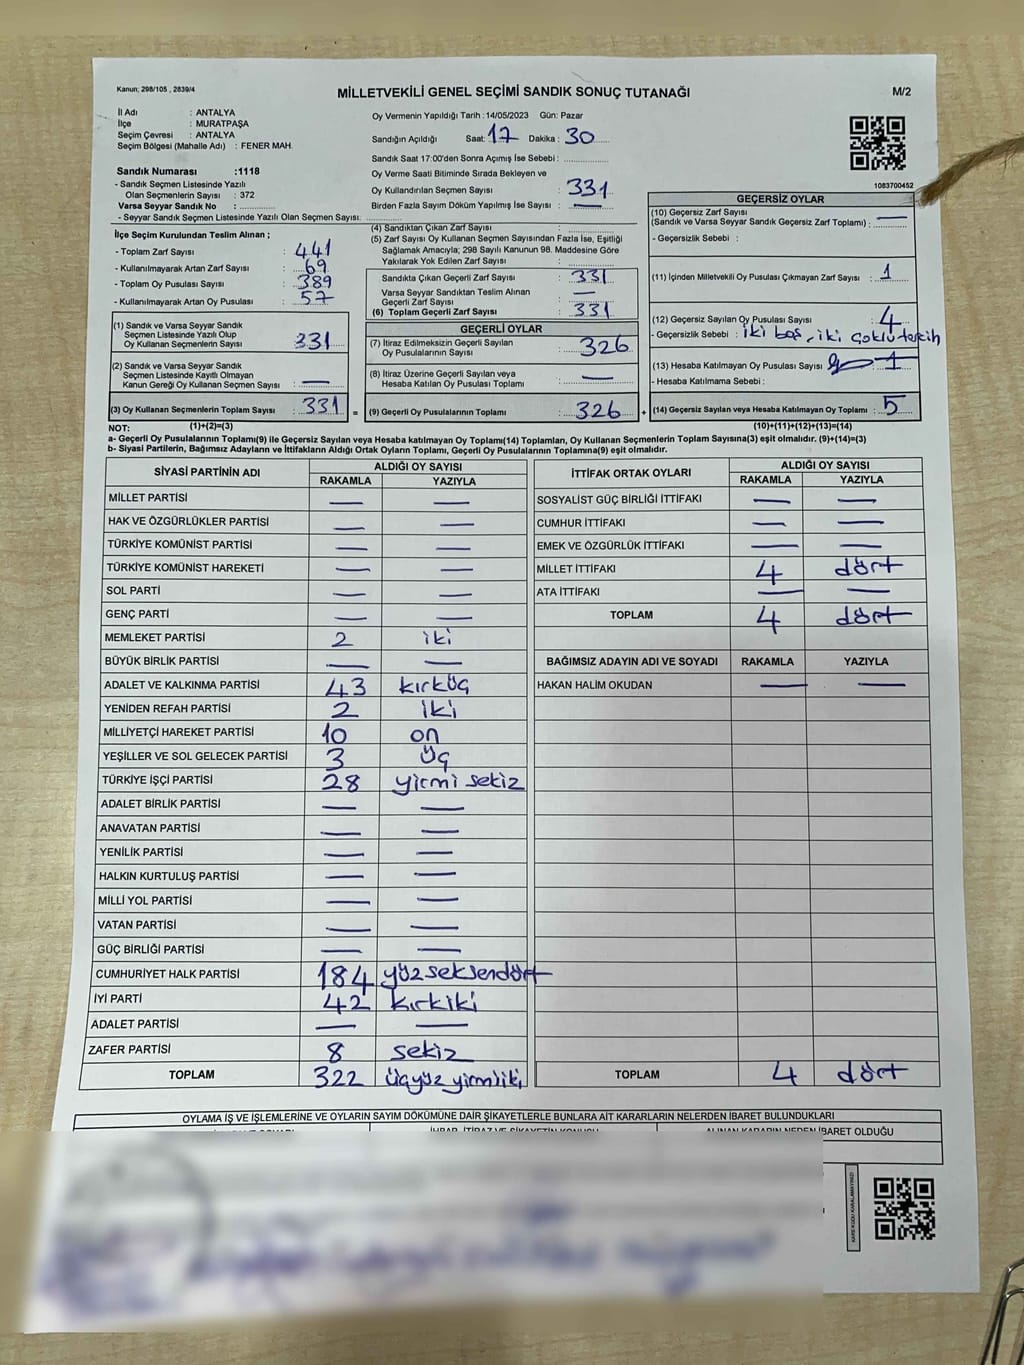 Kanun; 298/105 , 2839/4
MİLLETVEKİLİ GENEL SEÇİMİ SANDIK SONUÇ TUTANAĞI
M/2
İl Adı : ANTALYA
İlçe : MURATPAŞA
Seçim Çevresi : ANTALYA
Seçim Bölgesi (Mahalle Adı) : FENER MAH.
Sandık Numarası :1118
- Sandık Seçmen Listesinde Yazılı
Olan Seçmenlerin Sayısı : 372
Varsa Seyyar Sandık No :
- Seyyar Sandık Seçmen Listesinde Yazılı Olan Seçmen Sayısı:
Oy Vermenin Yapıldığı Tarih :14/05/2023 Gün: Pazar
Sandığın Açıldığı Saat: 17 Dakika : 30
Sandık Saat 17:00'den Sonra Açımış İse Sebebi :
Oy Verme Saati Bitiminde Sırada Bekleyen ve
Oy Kullandırılan Seçmen Sayısı : 331
Birden Fazla Sayım Döküm Yapılmış İse Sayısı : —
1083700452
İlçe Seçim Kurulundan Teslim Alınan ;
- Toplam Zarf Sayısı : 441
- Kullanılmayarak Artan Zarf Sayısı : 69
- Toplam Oy Pusulası Sayısı : 389
- Kullanılmayarak Artan Oy Pusulası : 57
(1) Sandık ve Varsa Seyyar Sandık
Seçmen Listesinde Yazılı Olup
Oy Kullanan Seçmenlerin Sayısı : 331
(2) Sandık ve Varsa Seyyar Sandık
Seçmen Listesinde Kayıtlı Olmayan
Kanun Gereği Oy Kullanan Seçmen Sayısı : —
(3) Oy Kullanan Seçmenlerin Toplam Sayısı : 331 =
(4) Sandıktan Çıkan Zarf Sayısı :
(5) Zarf Sayısı Oy Kullanan Seçmen Sayısından Fazla İse, Eşitliği
Sağlamak Amacıyla; 298 Sayılı Kanunun 98. Maddesine Göre
Yakılarak Yok Edilen Zarf Sayısı :
Sandıkta Çıkan Geçerli Zarf Sayısı : 331
Varsa Seyyar Sandıktan Teslim Alınan
Geçerli Zarf Sayısı : —
(6) Toplam Geçerli Zarf Sayısı : 331
GEÇERLİ OYLAR
(7) İtiraz Edilmeksizin Geçerli Sayılan
Oy Pusulalarının Sayısı : 326
(8) İtiraz Üzerine Geçerli Sayılan veya
Hesaba Katılan Oy Pusulası Toplamı : —
(9) Geçerli Oy Pusulalarının Toplamı : 326 +
GEÇERSİZ OYLAR
(10) Geçersiz Zarf Sayısı
(Sandık ve Varsa Seyyar Sandık Geçersiz Zarf Toplamı) : —
- Geçersizlik Sebebi :
(11) İçinden Milletvekili Oy Pusulası Çıkmayan Zarf Sayısı : 1
(12) Geçersiz Sayılan Oy Pusulası Sayısı : 4
- Geçersizlik Sebebi : iki boş, iki çoklu tercih
(13) Hesaba Katılmayan Oy Pusulası Sayısı : 1
- Hesaba Katılmama Sebebi :
(14) Geçersiz Sayılan veya Hesaba Katılmayan Oy Toplamı : 5
NOT: (1)+(2)=(3) (10)+(11)+(12)+(13)=(14)
a- Geçerli Oy Pusulalarının Toplamı(9) ile Geçersiz Sayılan veya Hesaba katılmayan Oy Toplamı(14) Toplamları, Oy Kullanan Seçmenlerin Toplam Sayısına(3) eşit olmalıdır. (9)+(14)=(3)
b- Siyasi Partilerin, Bağımsız Adayların ve İttifakların Aldığı Ortak Oyların Toplamı, Geçerli Oy Pusulalarının Toplamına(9) eşit olmalıdır.
SİYASİ PARTİNİN ADI ALDIĞI OY SAYISI
RAKAMLA YAZIYLA
MİLLET PARTİSİ — —
HAK VE ÖZGÜRLÜKLER PARTİSİ — —
TÜRKİYE KOMÜNİST PARTİSİ — —
TÜRKİYE KOMÜNİST HAREKETİ — —
SOL PARTİ — —
GENÇ PARTİ — —
MEMLEKET PARTİSİ 2 iki
BÜYÜK BİRLİK PARTİSİ — —
ADALET VE KALKINMA PARTİSİ 43 kırküç
YENİDEN REFAH PARTİSİ 2 iki
MİLLİYETÇİ HAREKET PARTİSİ 10 on
YEŞİLLER VE SOL GELECEK PARTİSİ 3 üç
TÜRKİYE İŞÇİ PARTİSİ 28 yirmi sekiz
ADALET BİRLİK PARTİSİ — —
ANAVATAN PARTİSİ — —
YENİLİK PARTİSİ — —
HALKIN KURTULUŞ PARTİSİ — —
MİLLİ YOL PARTİSİ — —
VATAN PARTİSİ — —
GÜÇ BİRLİĞİ PARTİSİ — —
CUMHURİYET HALK PARTİSİ 184 yüz seksendört
İYİ PARTİ 42 kırkiki
ADALET PARTİSİ — —
ZAFER PARTİSİ 8 sekiz
TOPLAM 322 üçyüz yirmiiki
İTTİFAK ORTAK OYLARI ALDIĞI OY SAYISI
RAKAMLA YAZIYLA
SOSYALIST GÜÇ BİRLİĞİ İTTİFAKI — —
CUMHUR İTTİFAKI — —
EMEK VE ÖZGÜRLÜK İTTİFAKI — —
MİLLET İTTİFAKI 4 dört
ATA İTTİFAKI — —
TOPLAM 4 dört
BAĞIMSIZ ADAYIN ADI VE SOYADI RAKAMLA YAZIYLA
HAKAN HALİM OKUDAN — —
TOPLAM 4 dört
OYLAMA İŞ VE İŞLEMLERİNE VE OYLARIN SAYIM DÖKÜMÜNE DAİR ŞİKAYETLERLE BUNLARA AİT KARARLARIN NELERDEN İBARET BULUNDUKLARI
İHBAR, İTİRAZ VE ŞİKAYETİN KONUSU ALINAN KARARIN NEDEN İBARET OLDUĞU
KARE KODU KARALAMAYINIZ!